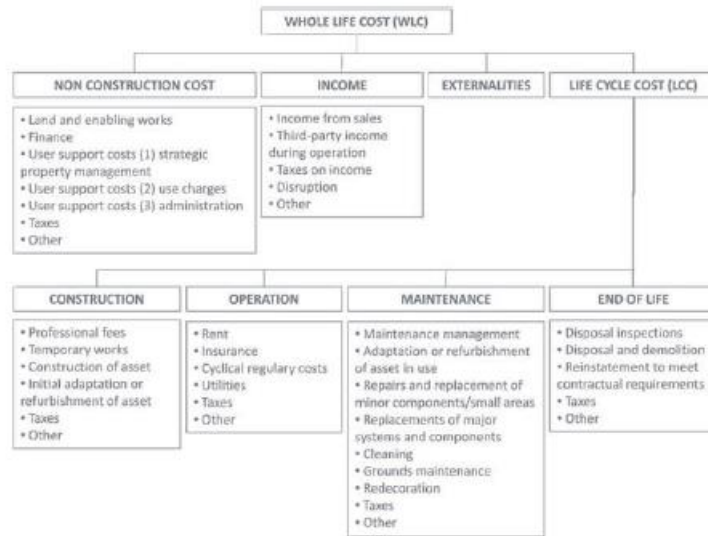 WHOLE LIFE COST (WLC)
NON CONSTRUCTION COST
• Land and enabling works
• Finance
• User support costs (1) strategic
property management
• User support costs (2) use charges
• User support costs (3) administration
• Taxes
• Other
INCOME
• Income from sales
• Third-party income
during operation
• Taxes on income
• Disruption
• Other
EXTERNALITIES
LIFE CYCLE COST (LCC)
CONSTRUCTION
• Professional fees
• Temporary works
• Construction of asset
• Initial adaptation or
refurbishment of asset
• Taxes
• Other
OPERATION
• Rent
• Insurance
• Cyclical regulary costs
• Utilities
• Taxes
• Other
MAINTENANCE
• Maintenance management
• Adaptation or refurbishment
of asset in use
• Repairs and replacement of
minor components/small areas
• Replacements of major
systems and components
• Cleaning
• Grounds maintenance
• Redecoration
• Taxes
• Other
END OF LIFE
• Disposal inspections
• Disposal and demolition
• Reinstatement to meet
contractual requirements
• Taxes
• Other